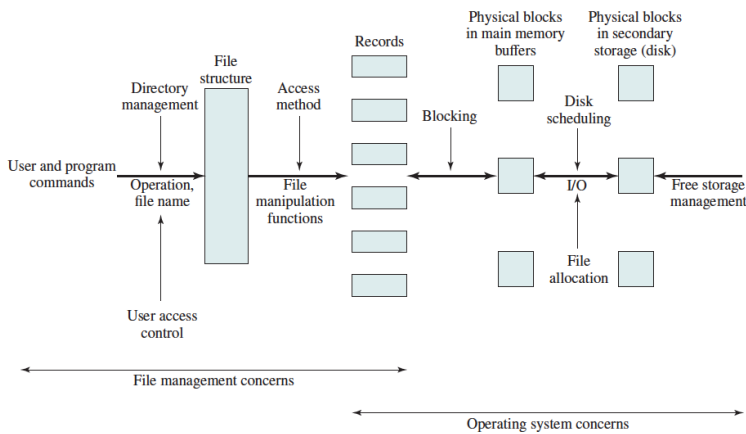 Physical blocks
in main memory
buffers
Physical blocks
in secondary
storage (disk)
Records
File
structure
Directory
management
Access
method
Blocking
Disk
scheduling
User and program
commands
Operation,
file name
File
manipulation
functions
I/O
Free storage
management
File
allocation
User access
control
File management concerns
Operating system concerns